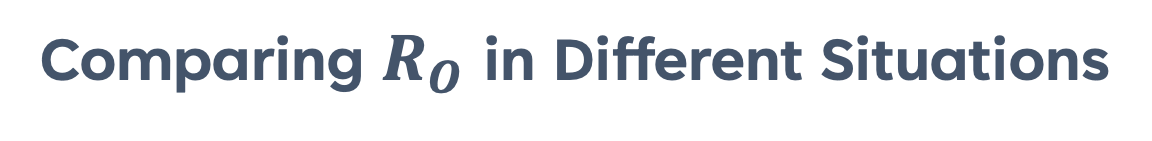 Comparing R₀ in Different Situations